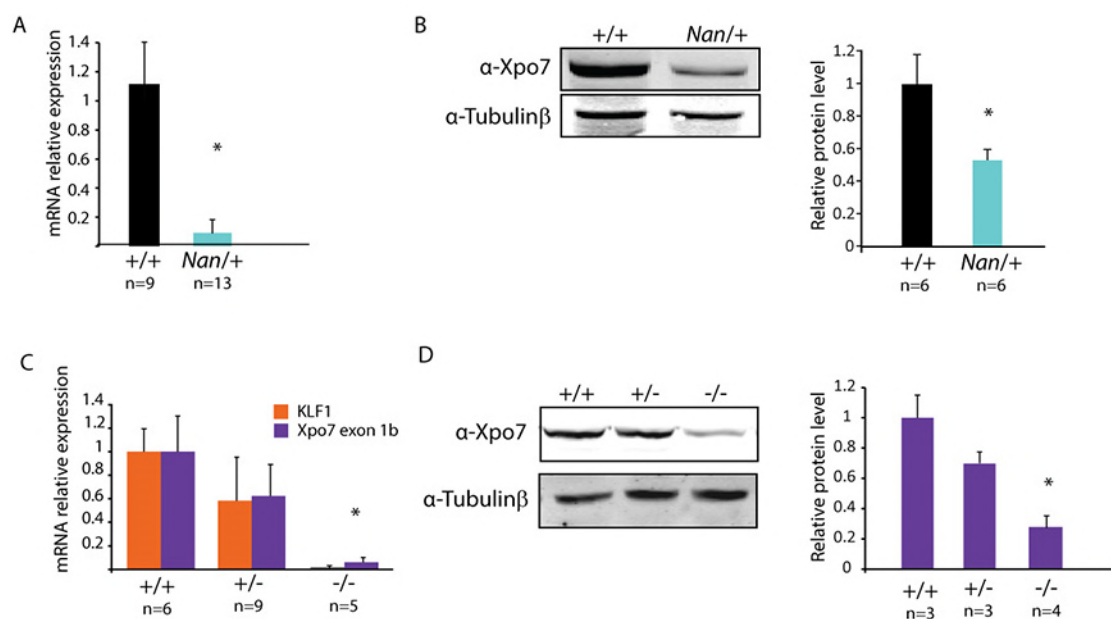 A
mRNA relative expression
1.4
1.2
1
0.8
0.6
0.4
0.2
+/+
Nan/+
n=9
n=13
B
+/+
Nan/+
α-Xpo7
α-Tubulinβ
Relative protein level
1.2
1
0.8
0.6
0.4
0.2
0
*
+/+
Nan/+
n=6
n=6
*
C
mRNA relative expression
1.4
1.2
1
0.8
0.6
0.4
0.2
KLF1
Xpo7 exon 1b
*
+/+
+/-
-/-
n=6
n=9
n=5
D
+/+
+/-
-/-
α-Xpo7
α-Tubulinβ
Relative protein level
1.2
1
0.8
0.6
0.4
0.2
0
*
+/+
+/-
-/-
n=3
n=3
n=4